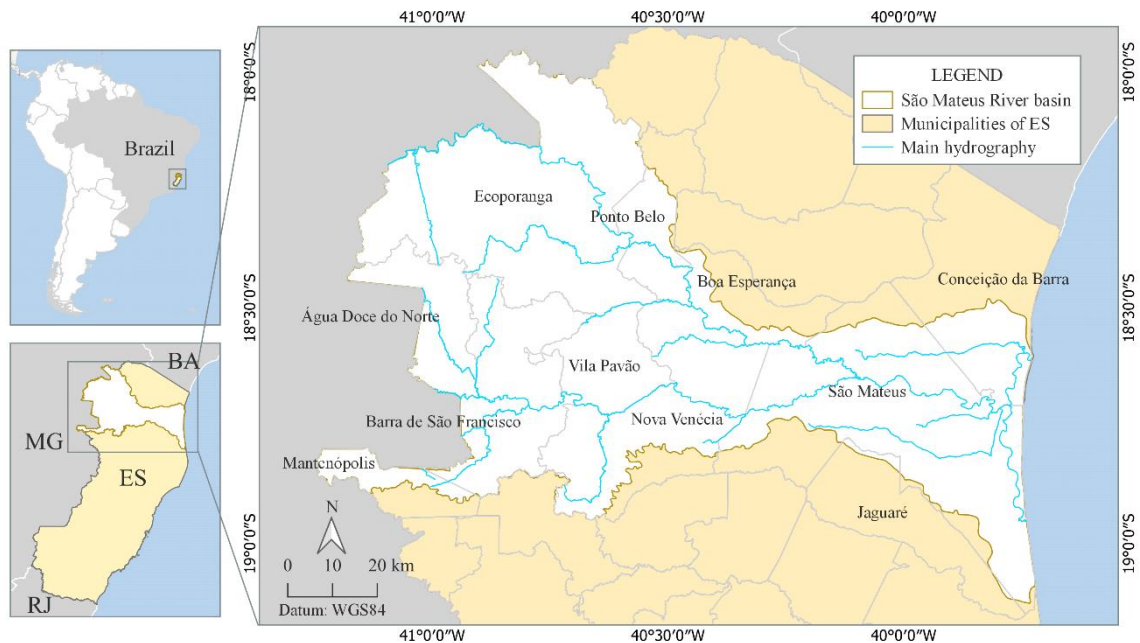 41°0'0"W 40°30'0"W 40°0'0"W
18°0'0"S
18°0'0"S
LEGEND
São Mateus River basin
Municipalities of ES
Main hydrography
Brazil
Ecoporanga
Ponto Belo
Boa Esperança
Conceição da Barra
18°30'0"S
18°30'0"S
Água Doce do Norte
BA
Vila Pavão
São Mateus
Barra de São Francisco
Nova Venécia
MG
Mantenópolis
ES
N
Jaguaré
0 10 20 km
19°0'0"S
19°0'0"S
Datum: WGS84
RJ
41°0'0"W 40°30'0"W 40°0'0"W